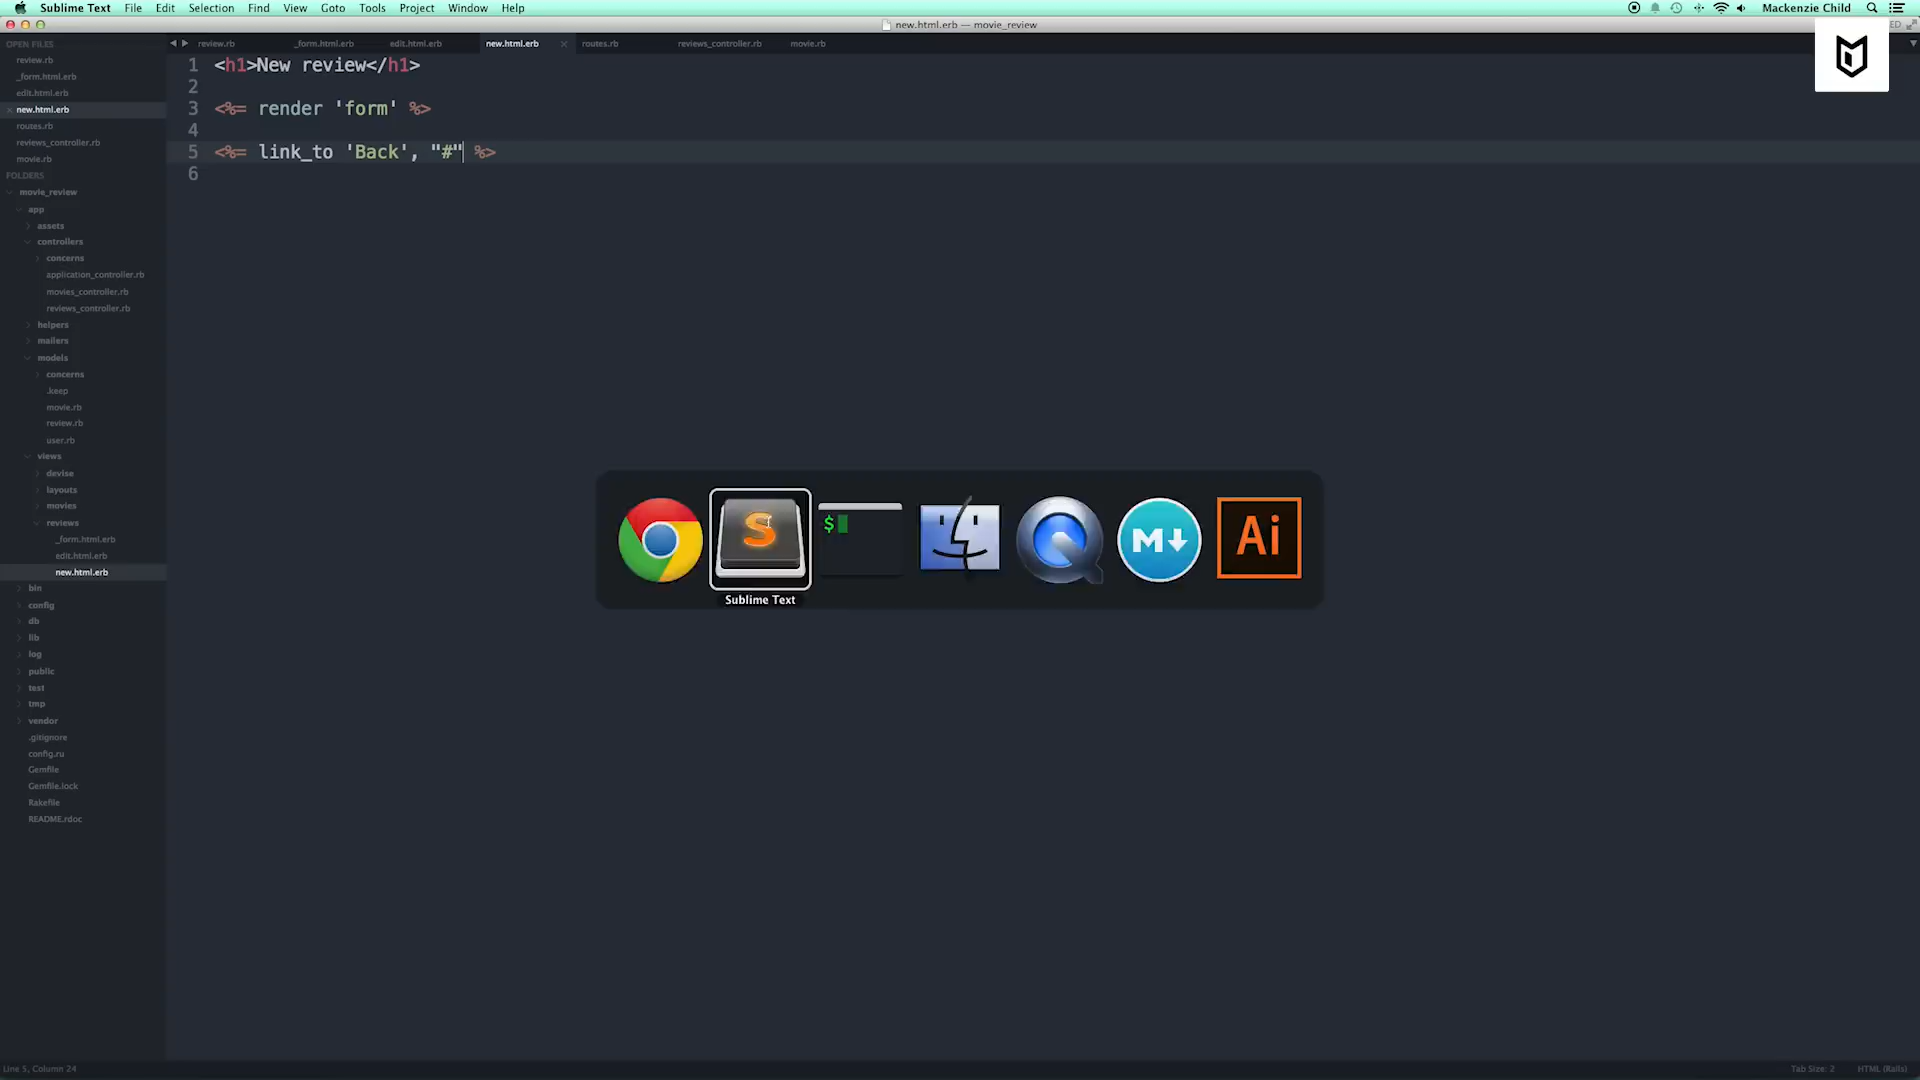 Sublime Text File Edit Selection Find View Goto Tools Project Window Help Mackenzie Child
new.html.erb — movie_review
OPEN FILES
review.rb
_form.html.erb
edit.html.erb
new.html.erb
routes.rb
reviews_controller.rb
movie.rb
FOLDERS
movie_review
app
assets
controllers
concerns
application_controller.rb
movies_controller.rb
reviews_controller.rb
helpers
mailers
models
concerns
.keep
movie.rb
review.rb
user.rb
views
devise
layouts
movies
reviews
_form.html.erb
edit.html.erb
new.html.erb
bin
config
db
lib
log
public
test
tmp
vendor
.gitignore
config.ru
Gemfile
Gemfile.lock
Rakefile
README.rdoc
review.rb _form.html.erb edit.html.erb new.html.erb routes.rb reviews_controller.rb movie.rb
1 <h1>New review</h1>
2
3 <%= render 'form' %>
4
5 <%= link_to 'Back', "#" %>
6
$
M
Ai
Sublime Text
Line 5, Column 24
Tab Size: 2 HTML (Rails)